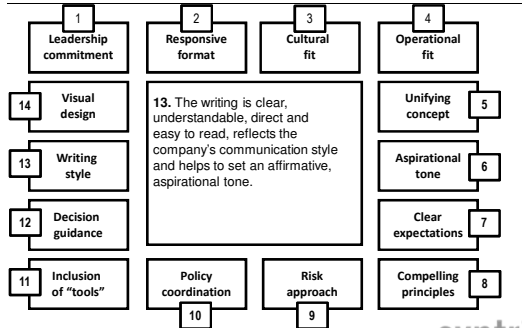 1
Leadership
commitment
2
Responsive
format
3
Cultural
fit
4
Operational
fit
14
Visual
design
13. The writing is clear,
understandable, direct and
easy to read, reflects the
company's communication style
and helps to set an affirmative,
aspirational tone.
Unifying
concept
5
13
Writing
style
Aspirational
tone
6
12
Decision
guidance
Clear
expectations
7
11
Inclusion
of “tools”
Policy
coordination
10
Risk
approach
9
Compelling
principles
8